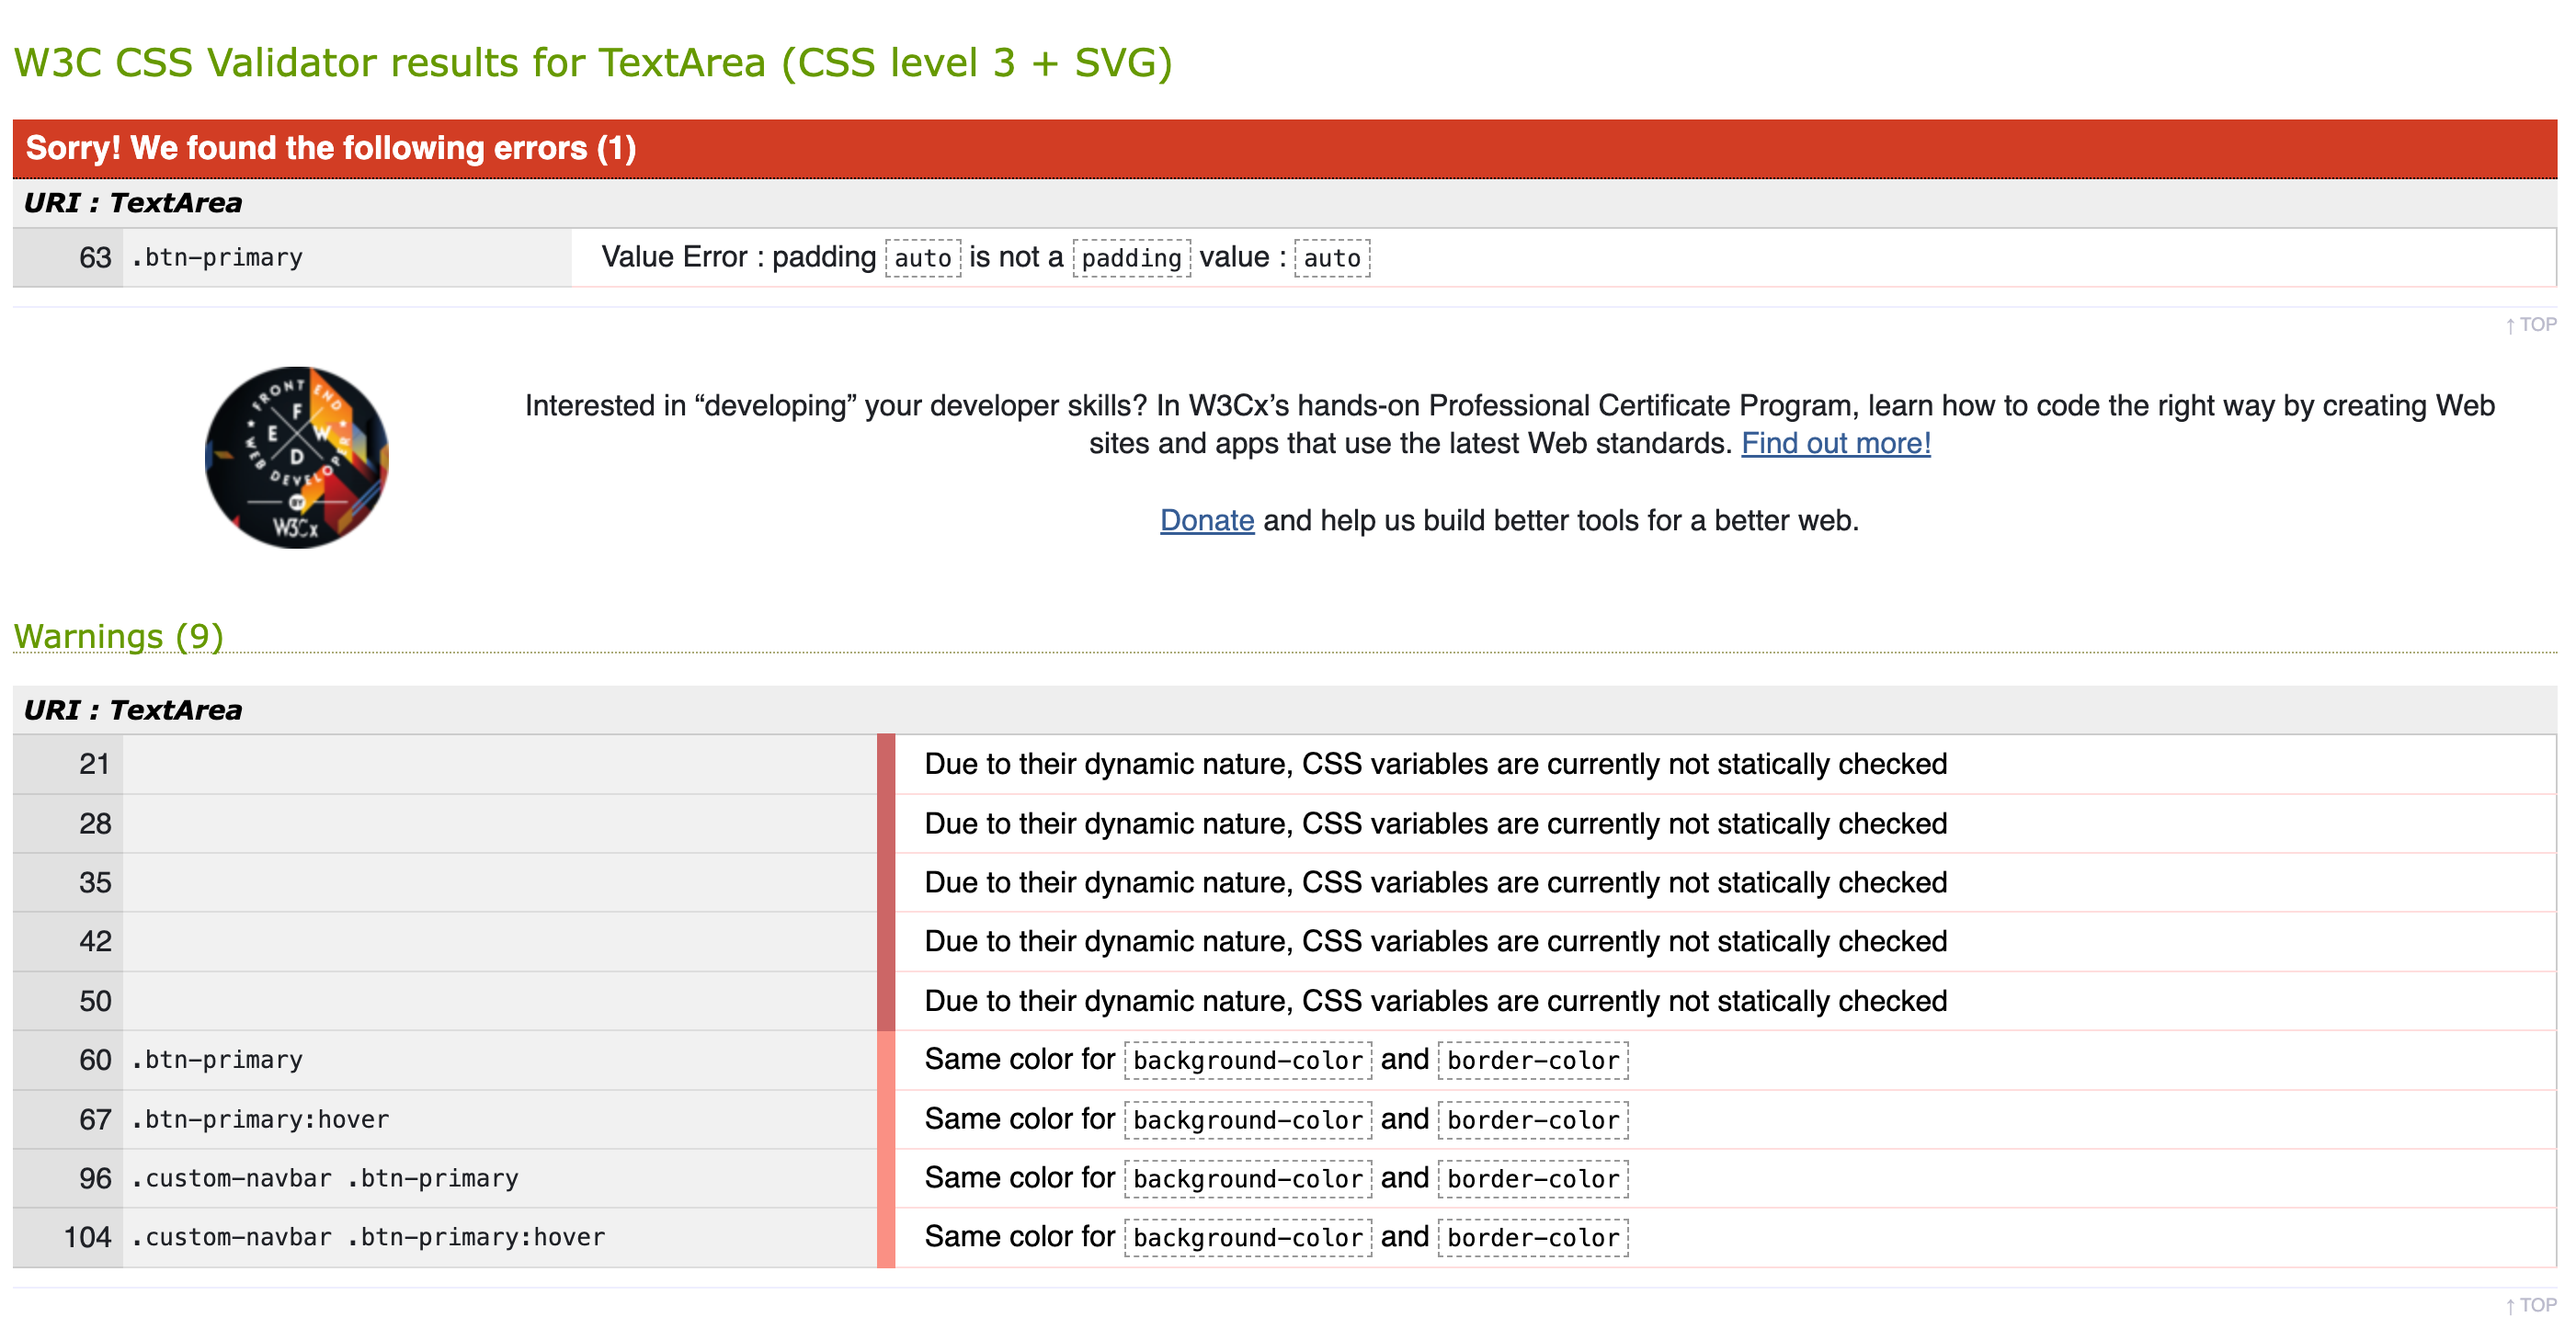 W3C CSS Validator results for TextArea (CSS level 3 + SVG)
Sorry! We found the following errors (1)
URI : TextArea
63 .btn-primary Value Error : padding auto is not a padding value : auto
↑ TOP
FRONT END
F
E W
D
WEB DEVELOPER
BY
W3Cx
Interested in “developing” your developer skills? In W3Cx’s hands-on Professional Certificate Program, learn how to code the right way by creating Web
sites and apps that use the latest Web standards. Find out more!
Donate and help us build better tools for a better web.
Warnings (9)
URI : TextArea
21 Due to their dynamic nature, CSS variables are currently not statically checked
28 Due to their dynamic nature, CSS variables are currently not statically checked
35 Due to their dynamic nature, CSS variables are currently not statically checked
42 Due to their dynamic nature, CSS variables are currently not statically checked
50 Due to their dynamic nature, CSS variables are currently not statically checked
60 .btn-primary Same color for background-color and border-color
67 .btn-primary:hover Same color for background-color and border-color
96 .custom-navbar .btn-primary Same color for background-color and border-color
104 .custom-navbar .btn-primary:hover Same color for background-color and border-color
↑ TOP